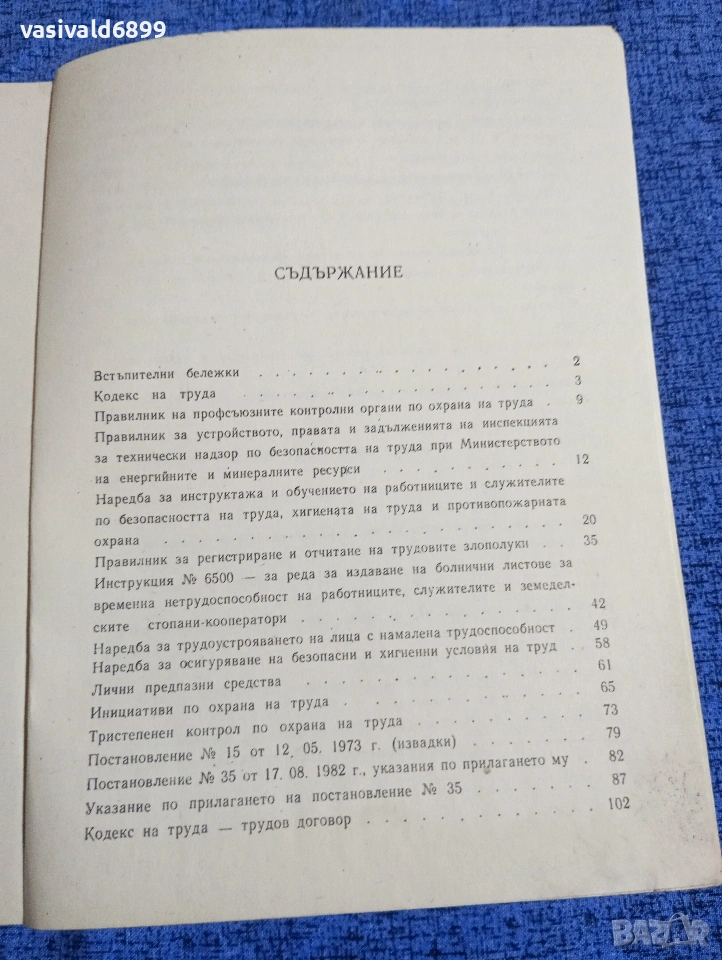 vasivald6899
СЪДЪРЖАНИЕ
Встъпителни бележки . . . . . . . . . . . . . . 2
Кодекс на труда . . . . . . . . . . . . . . . . 3
Правилник на профсъюзните контролни органи по охрана на труда . 9
Правилник за устройството, правата и задълженията на инспекцията
за технически надзор по безопасността на труда при Министерството
на енергийните и минералните ресурси . . . . . . . . . 12
Наредба за инструктажа и обучението на работниците и служителите
по безопасността на труда, хигиената на труда и противопожарната
охрана . . . . . . . . . . . . . . . . . . . 20
Правилник за регистриране и отчитане на трудовите злополуки . . 35
Инструкция № 6500 — за реда за издаване на болнични листове за
временна нетрудоспособност на работниците, служителите и земедел-
ските стопани-кооператори . . . . . . . . . . . . 42
Наредба за трудоустрояването на лица с намалена трудоспособност . 49
Наредба за осигуряване на безопасни и хигиенни условия на труд . 58
Лични предпазни средства . . . . . . . . . . . . 61
Инициативи по охрана на труда . . . . . . . . . . . 65
Тристепенен контрол по охрана на труда . . . . . . . . 73
Постановление № 15 от 12. 05. 1973 г. (извадки) . . . . . . 79
Постановление № 35 от 17. 08. 1982 г., указания по прилагането му . 82
Указание по прилагането на постановление № 35 . . . . . . 87
Кодекс на труда — трудов договор . . . . . . . . . . 102
BAZAR